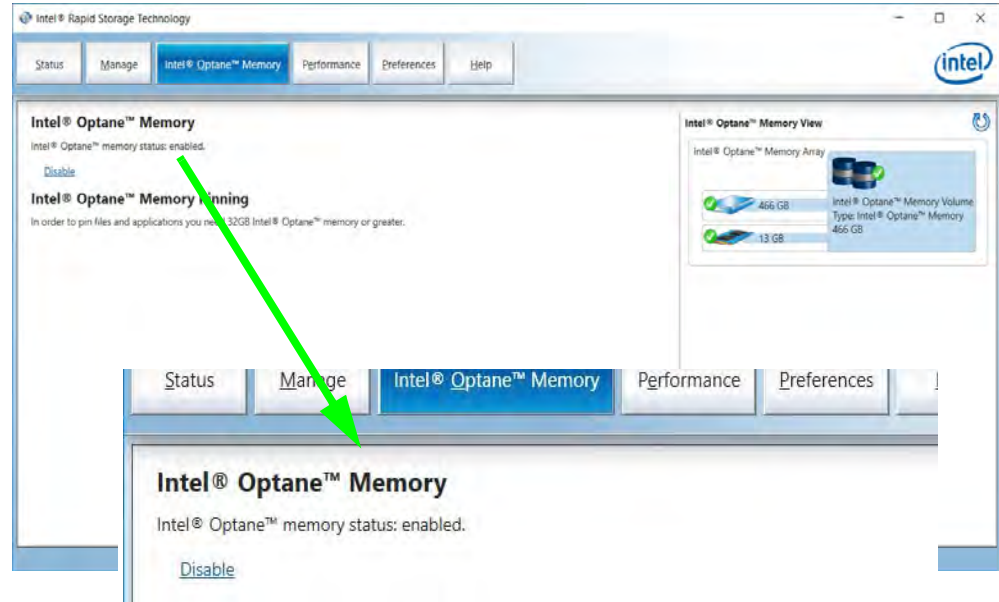 Intel® Rapid Storage Technology
Status Manage Intel® Optane™ Memory Performance Preferences Help
intel
Intel® Optane™ Memory
Intel® Optane™ memory status: enabled.
Disable
Intel® Optane™ Memory Pinning
In order to pin files and applications you need 32GB Intel® Optane™ memory or greater.
Intel® Optane™ Memory View
Intel® Optane™ Memory Array
466 GB
13 GB
Intel® Optane™ Memory Volume
Type: Intel® Optane™ Memory
466 GB
Status Manage Intel® Optane™ Memory Performance Preferences
Intel® Optane™ Memory
Intel® Optane™ memory status: enabled.
Disable